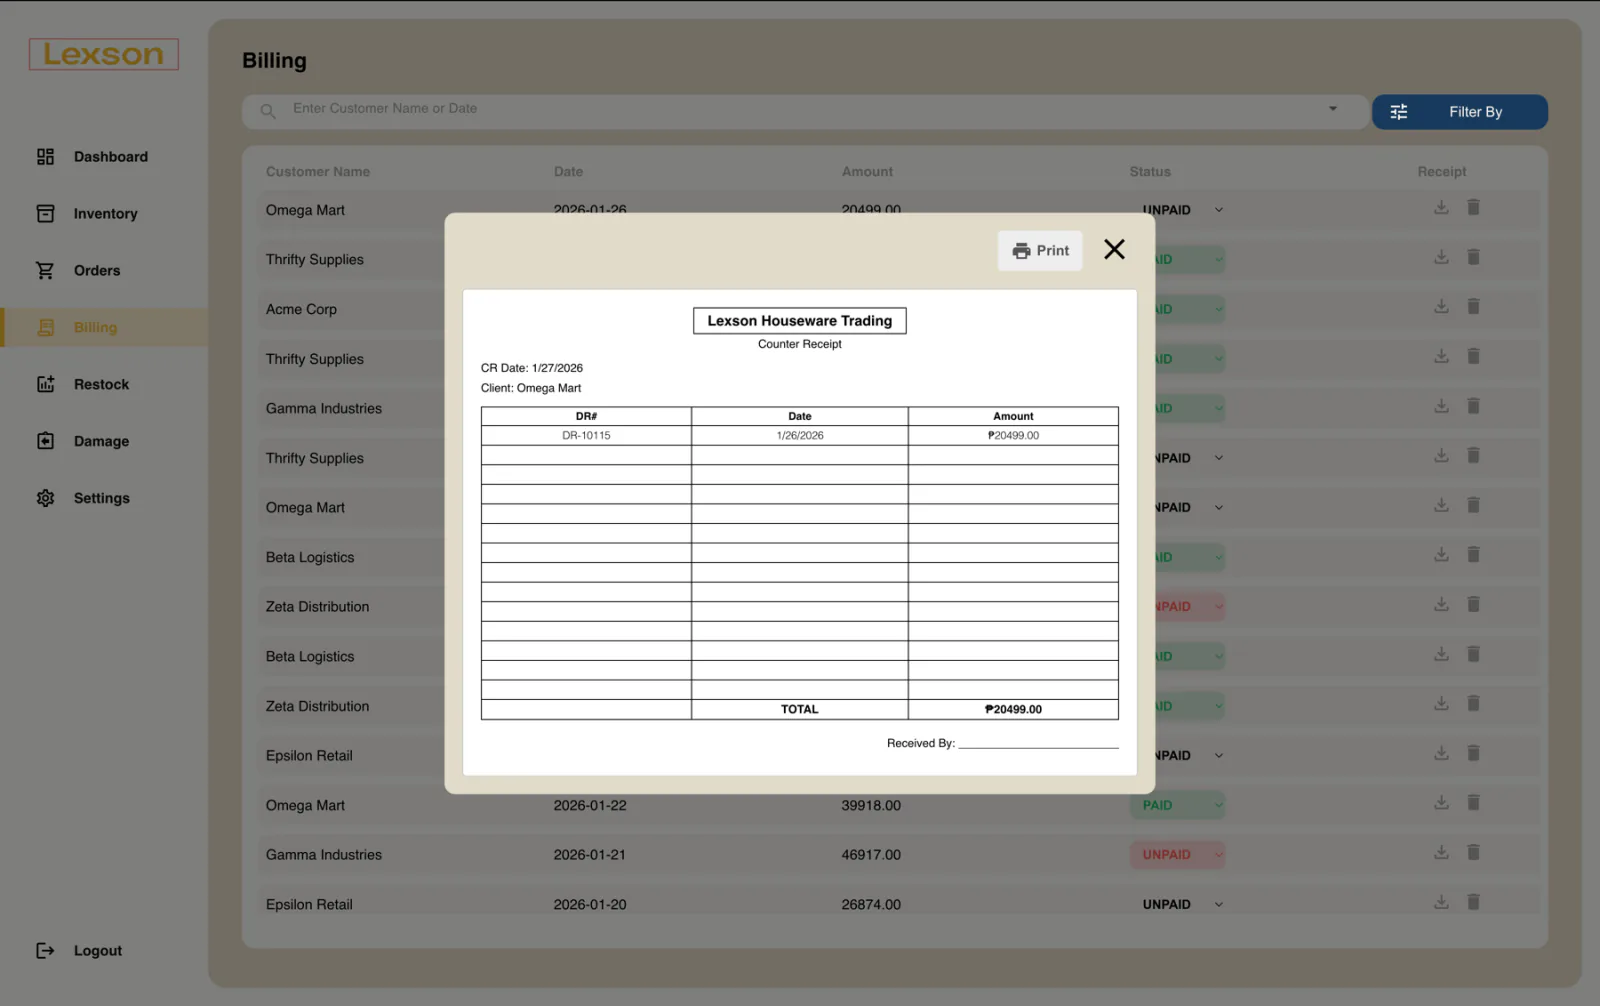 Lexson
Billing
Enter Customer Name or Date
Filter By
Dashboard
Inventory
Orders
Billing
Restock
Damage
Settings
Logout
Customer Name Date Amount Status Receipt
Omega Mart 2026-01-26 20499.00 UNPAID
Thrifty Supplies
Acme Corp
Thrifty Supplies
Gamma Industries
Thrifty Supplies
Omega Mart
Beta Logistics
Zeta Distribution
Beta Logistics
Zeta Distribution
Epsilon Retail
Omega Mart 2026-01-22 39918.00 PAID
Gamma Industries 2026-01-21 46917.00 UNPAID
Epsilon Retail 2026-01-20 26874.00 UNPAID
Print
Lexson Houseware Trading
Counter Receipt
CR Date: 1/27/2026
Client: Omega Mart
DR# Date Amount
DR-10115 1/26/2026 ₱20499.00
TOTAL ₱20499.00
Received By: